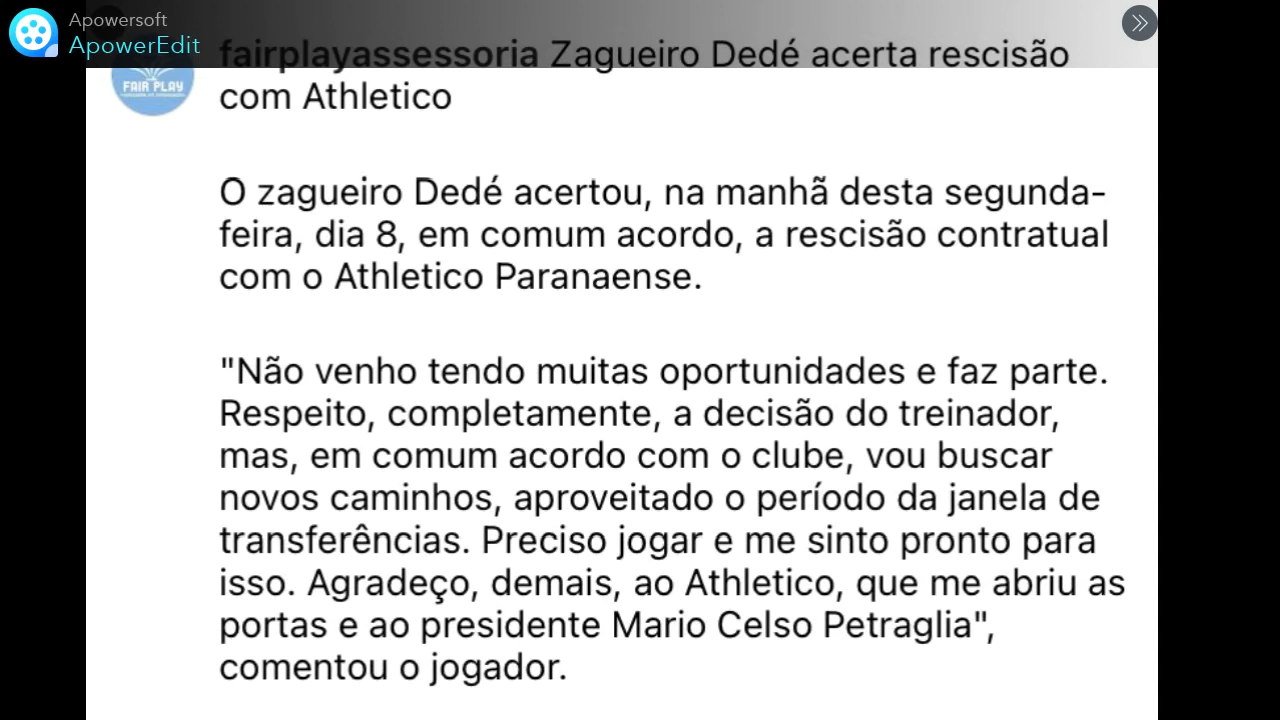 Apowersoft
ApowerEdit
fairplayassessoria Zagueiro Dedé acerta rescisão
com Athletico
FAIR PLAY
O zagueiro Dedé acertou, na manhã desta segunda-
feira, dia 8, em comum acordo, a rescisão contratual
com o Athletico Paranaense.
"Não venho tendo muitas oportunidades e faz parte.
Respeito, completamente, a decisão do treinador,
mas, em comum acordo com o clube, vou buscar
novos caminhos, aproveitado o período da janela de
transferências. Preciso jogar e me sinto pronto para
isso. Agradeço, demais, ao Athletico, que me abriu as
portas e ao presidente Mario Celso Petraglia",
comentou o jogador.